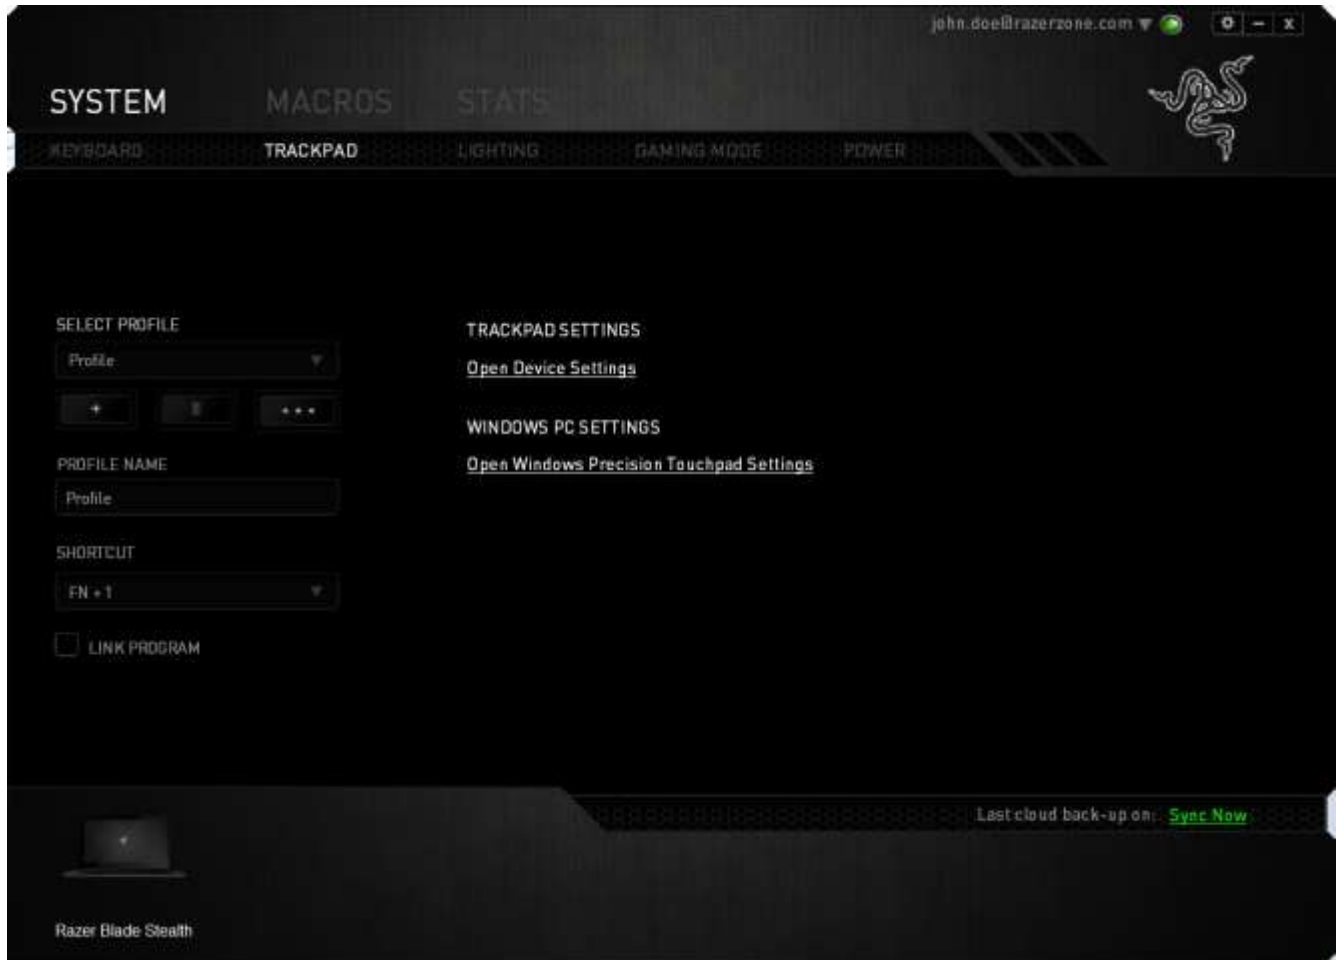 john.doe@razerzone.com
SYSTEM MACROS STATS
KEYBOARD TRACKPAD LIGHTING GAMING MODE POWER
SELECT PROFILE
Profile
PROFILE NAME
Profile
SHORTCUT
FN + 1
LINK PROGRAM
TRACKPAD SETTINGS
Open Device Settings
WINDOWS PC SETTINGS
Open Windows Precision Touchpad Settings
Last cloud back-up on: Sync Now
Razer Blade Stealth